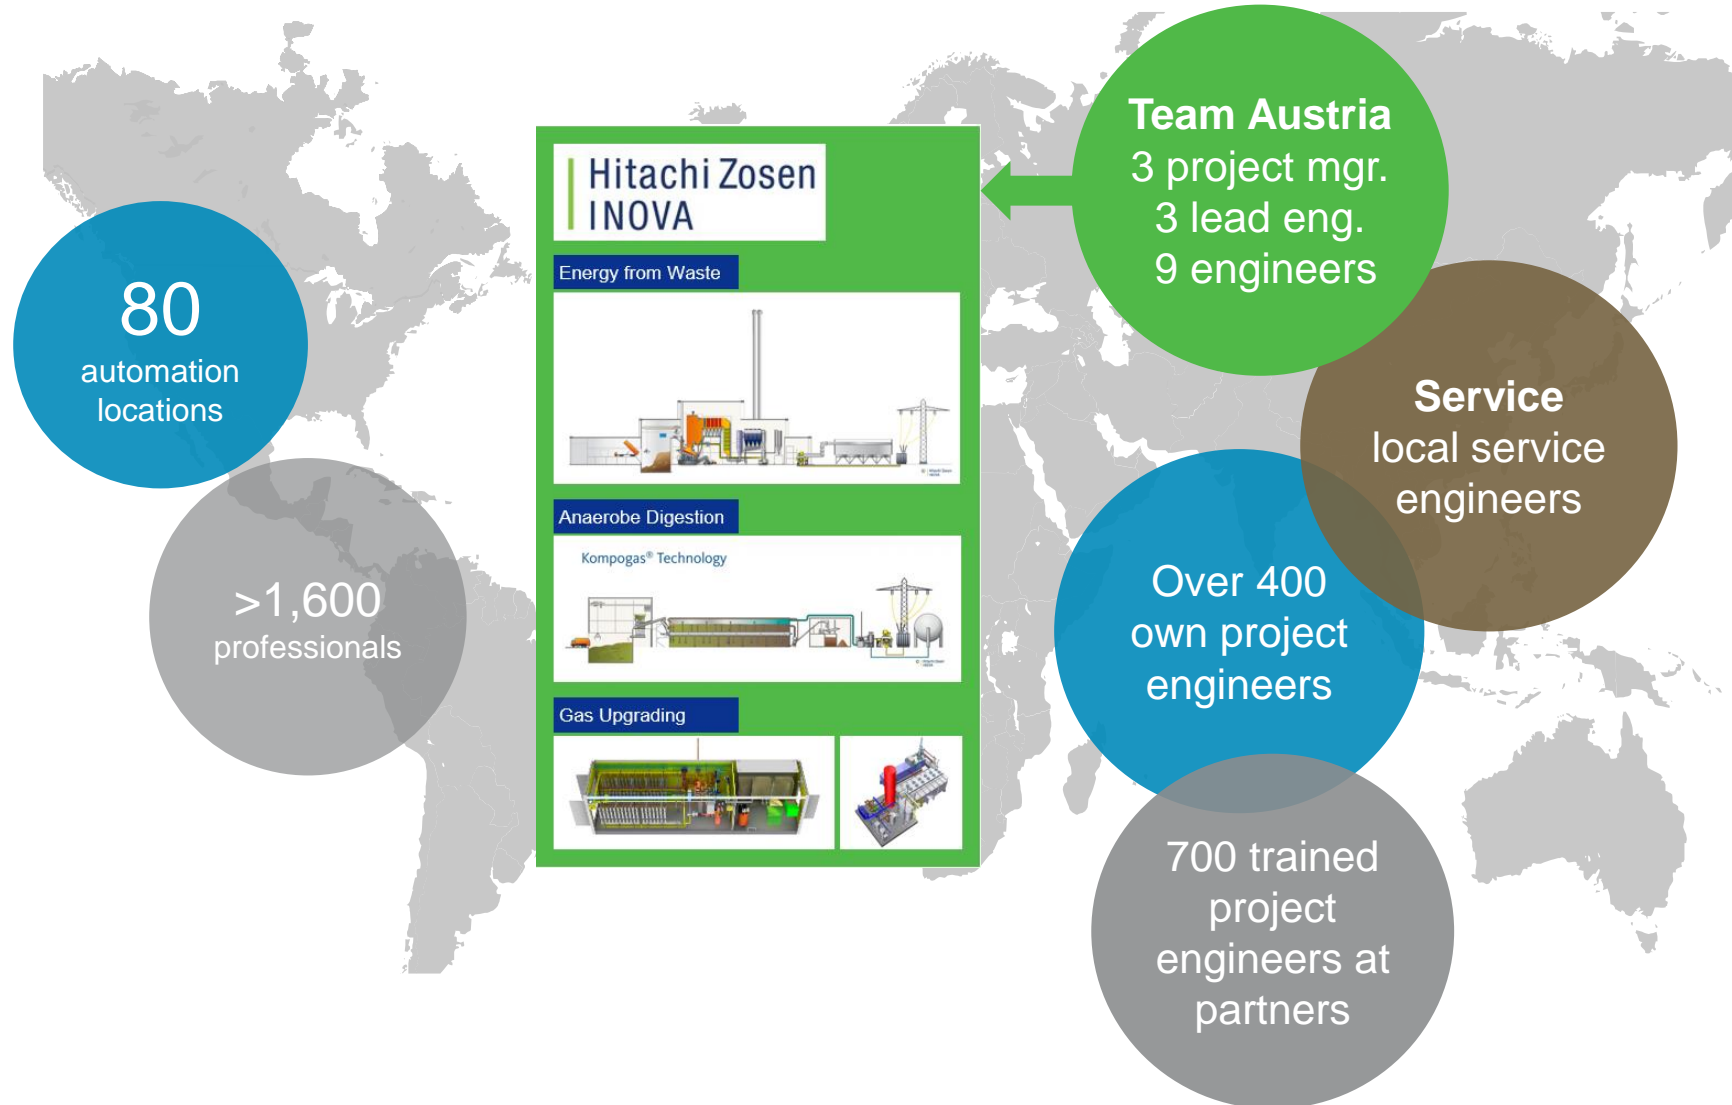 80
automation
locations
>1,600
professionals
Hitachi Zosen
INOVA
Energy from Waste
Anaerobe Digestion
Kompogas® Technology
Gas Upgrading
Team Austria
3 project mgr.
3 lead eng.
9 engineers
Service
local service
engineers
Over 400
own project
engineers
700 trained
project
engineers at
partners